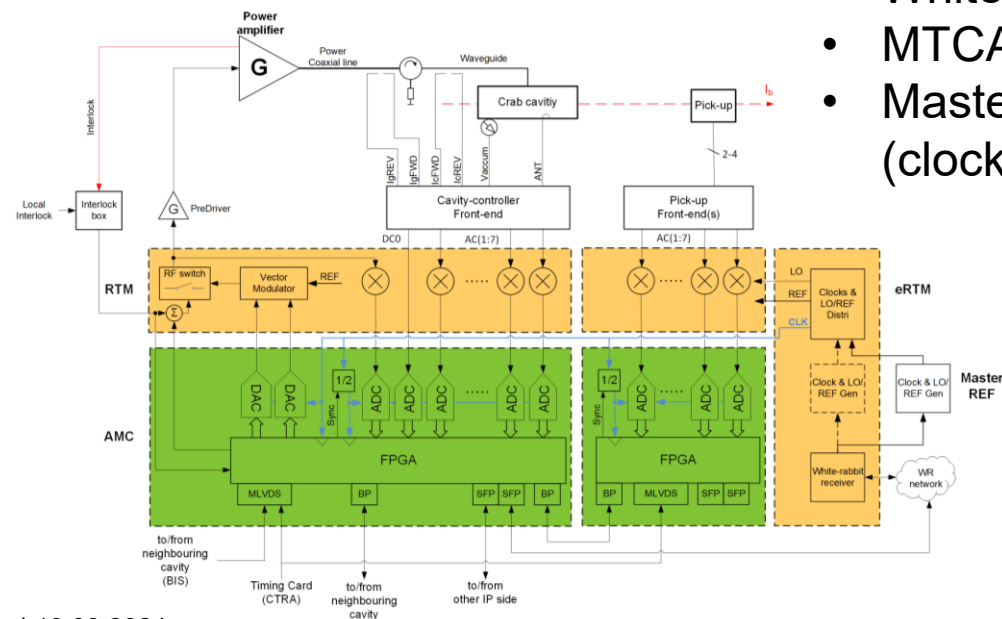 White
• MTCA
• Maste
(clock
Power
amplifier
G
Power
Coaxial line
Waveguide
Crab cavitiy
Pick-up
Ib
Interlock
IgREV
IgFWD
IcFWD
IcREV
Vaccum
ANT
2-4
Local
Interlock
Interlock
box
G
PreDriver
Cavity-controller
Front-end
Pick-up
Front-end(s)
DC0
AC(1:7)
AC(1:7)
RTM
RF switch
Vector
Modulator
REF
Σ
.....
.....
LO
REF
CLK
Clocks &
LO/REF
Distri
eRTM
Clock & LO/
REF Gen
Clock & LO/
REF Gen
Master
REF
White-rabbit
receiver
WR
network
AMC
DAC
DAC
1/2
Sync
ADC
ADC
ADC
.....
ADC
ADC
1/2
Sync
ADC
.....
ADC
ADC
FPGA
FPGA
MLVDS
BP
SFP
SFP
BP
BP
MLVDS
SFP
SFP
to/from
neighbouring
cavity
(BIS)
Timing Card
(CTRA)
to/from
neighbouring
cavity
to/from
other IP side